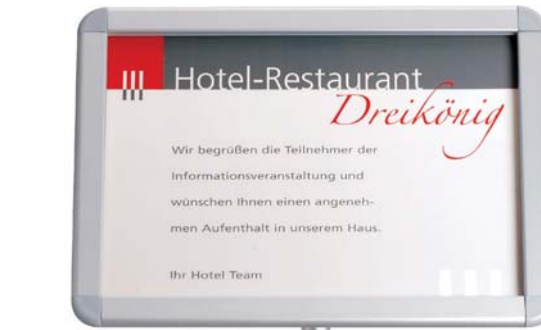 Hotel-Restaurant
Dreikönig
Wir begrüßen die Teilnehmer der
Informationsveranstaltung und
wünschen Ihnen einen angeneh-
men Aufenthalt in unserem Haus.
Ihr Hotel Team